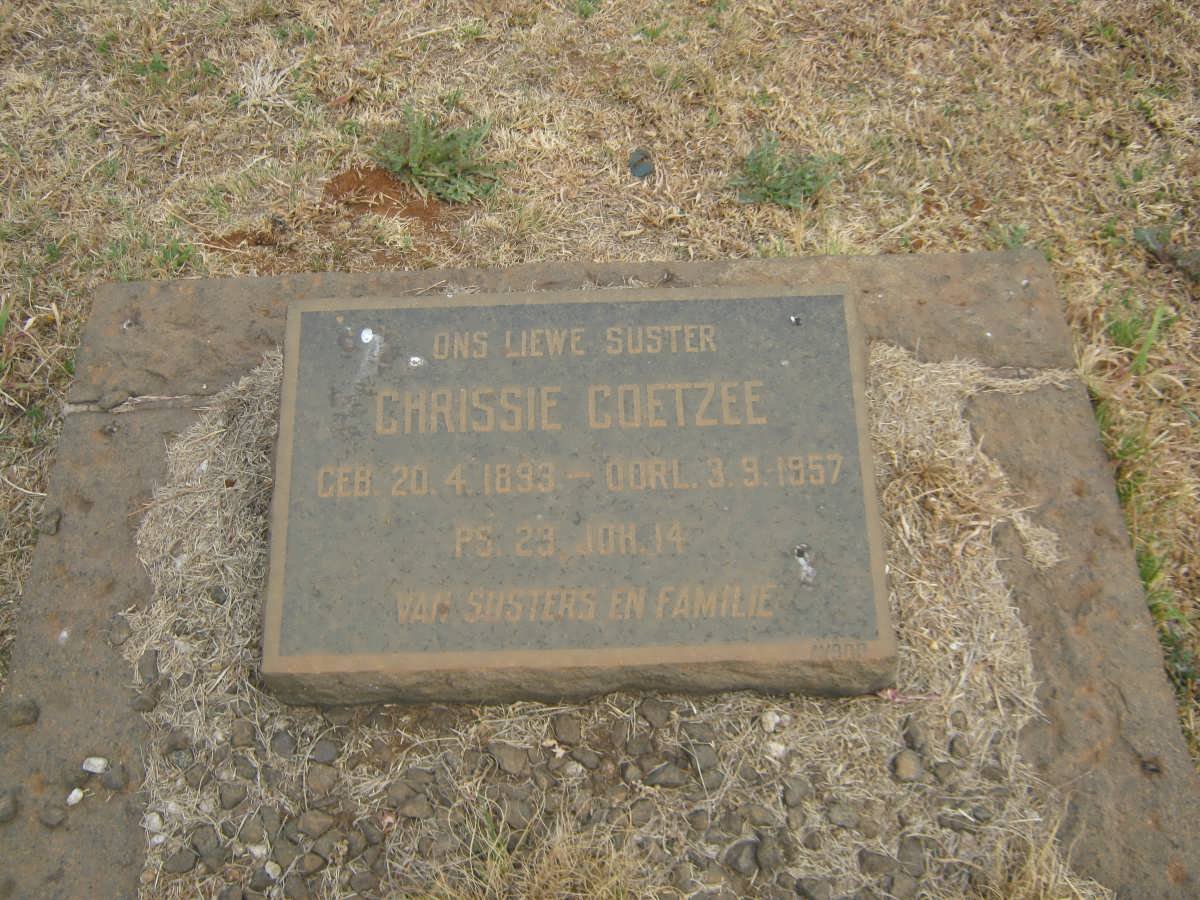 ONS LIEWE SUSTER
CHRISSIE COETZEE
GEB. 20. 4. 1893 — OORL. 3. 9. 1957
PS. 23. JOH. 14
VAN SUSTERS EN FAMILIE